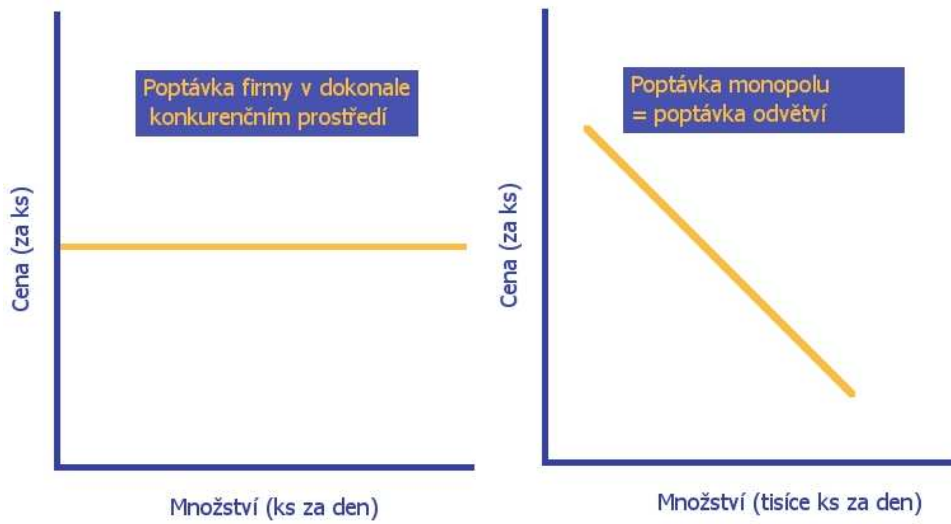 Poptávka firmy v dokonale
konkurenčním prostředí
Cena (za ks)
Množství (ks za den)
Poptávka monopolu
= poptávka odvětví
Cena (za ks)
Množství (tisíce ks za den)